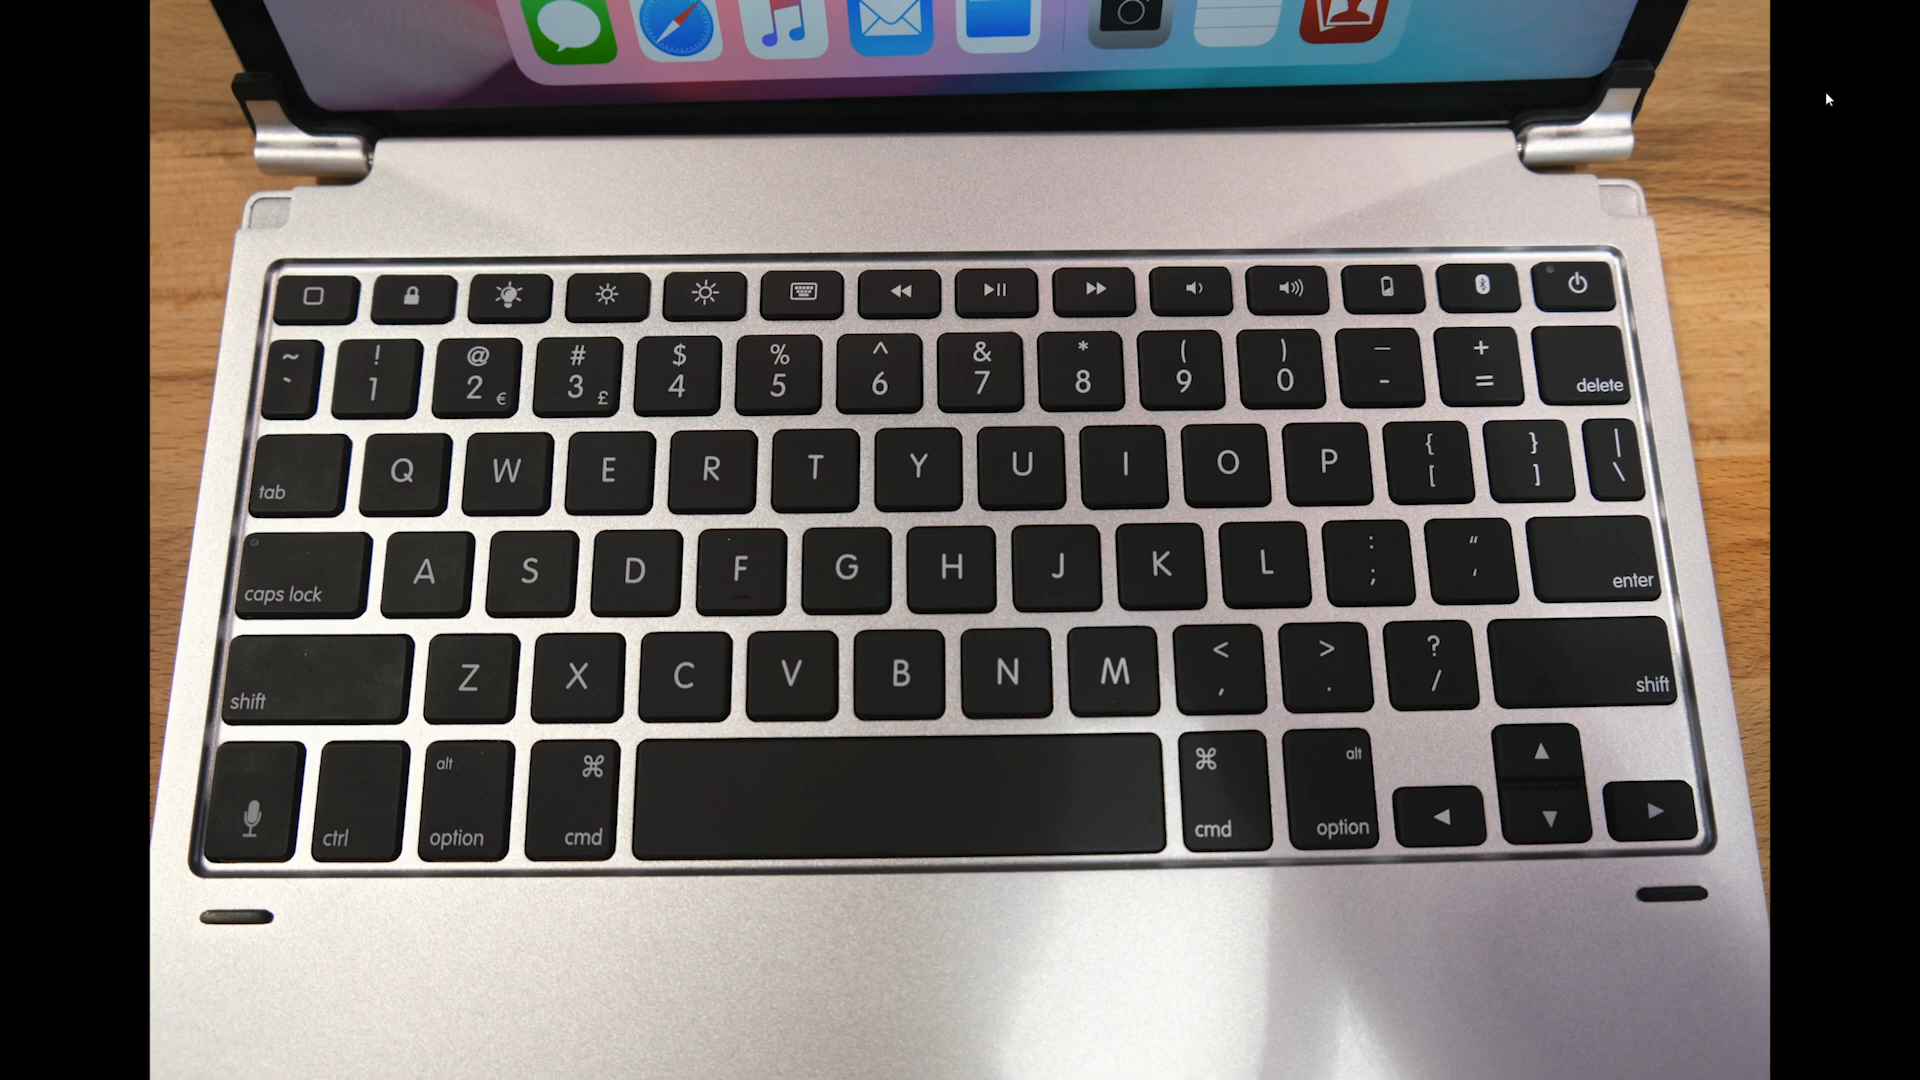 ~ ! @ # $ % ^ & * ( ) — +
` 1 2 € 3 £ 4 5 6 7 8 9 0 - = delete
tab Q W E R T Y U I O P { [ } ] | \
caps lock A S D F G H J K L : ; “ ‘ enter
shift Z X C V B N M < , > . ? / shift
alt ⌘ ⌘ alt
ctrl option cmd cmd option